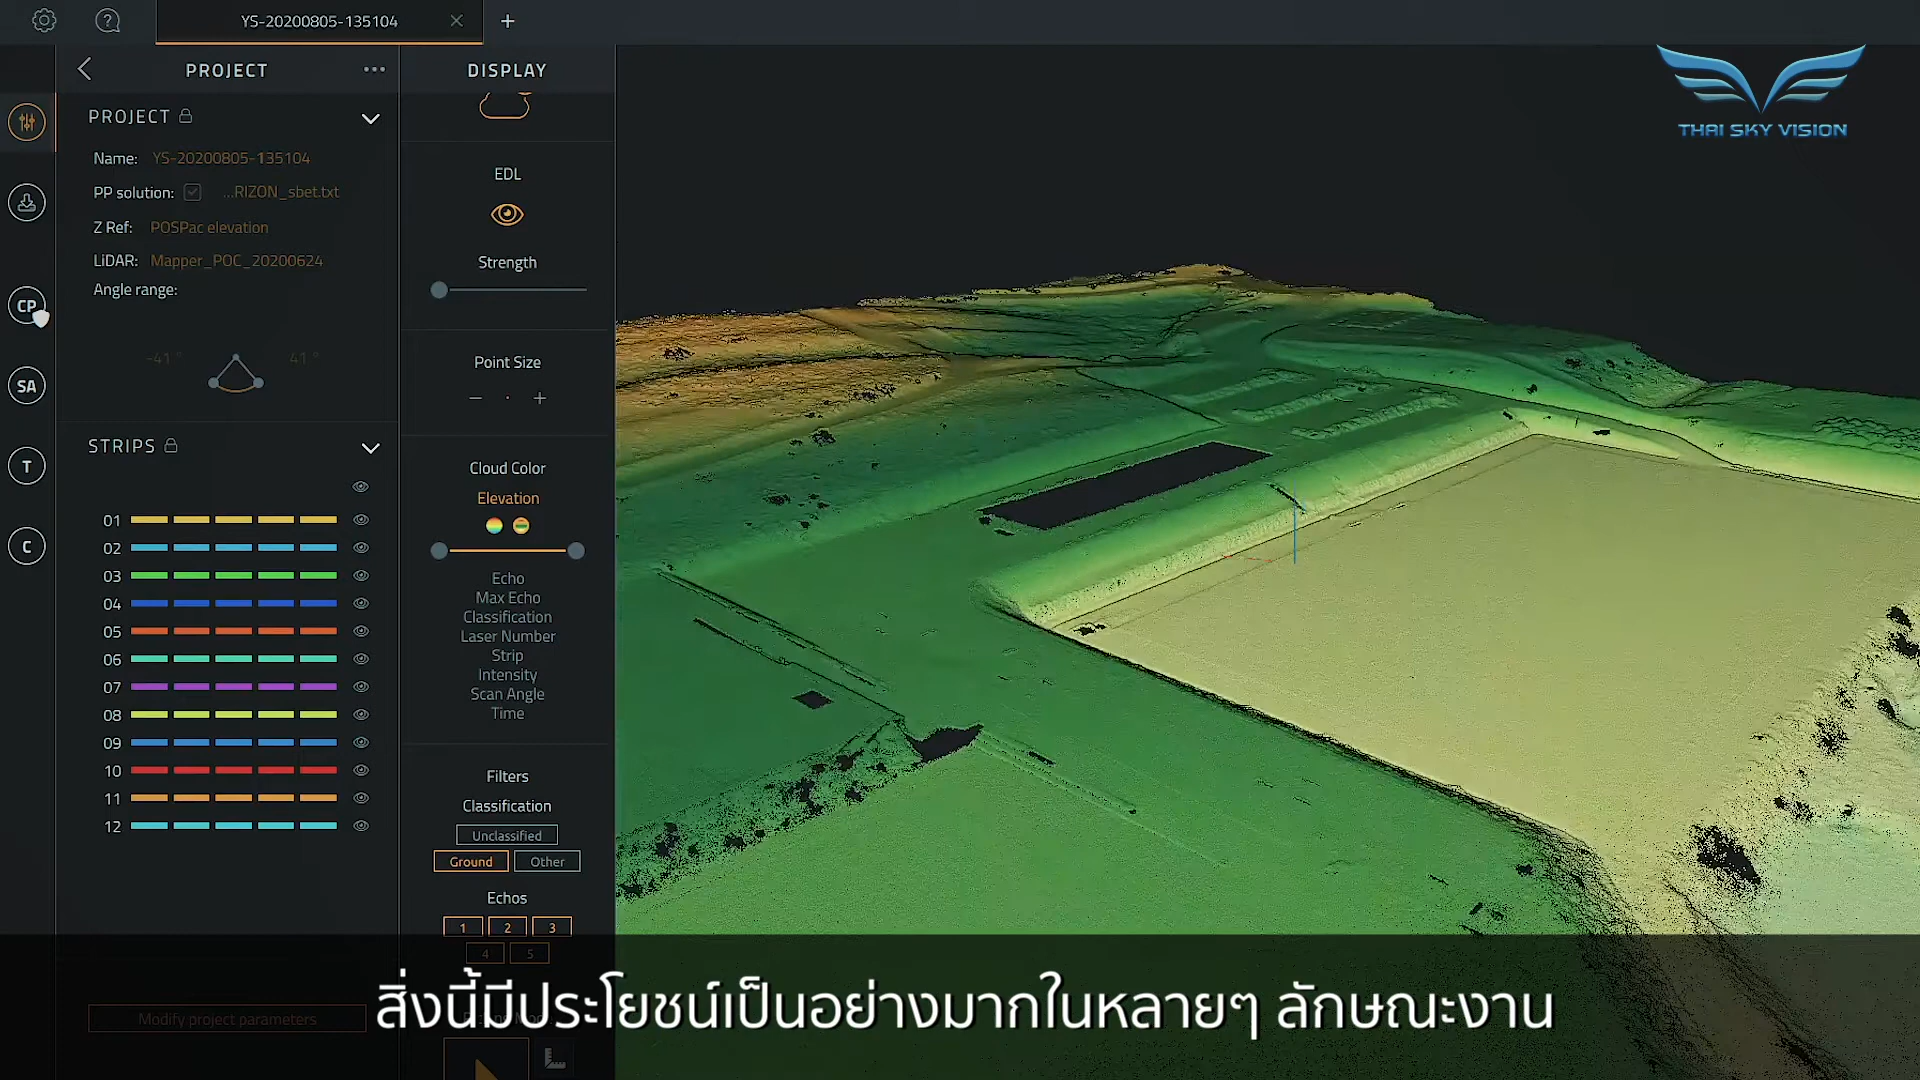 YS-20200805-135104
PROJECT
PROJECT
Name: YS-20200805-135104
PP solution: ...RIZON_sbet.txt
Z Ref: POSPac elevation
LiDAR: Mapper_POC_20200624
Angle range:
-41 ° 41 °
STRIPS
01
02
03
04
05
06
07
08
09
10
11
12
Modify project parameters
CP
SA
T
C
DISPLAY
EDL
Strength
Point Size
Cloud Color
Elevation
Echo
Max Echo
Classification
Laser Number
Strip
Intensity
Scan Angle
Time
Filters
Classification
Unclassified
Ground Other
Echos
1 2 3
4 5
THAI SKY VISION
สิ่งนี้มีประโยชน์เป็นอย่างมากในหลายๆ ลักษณะงาน